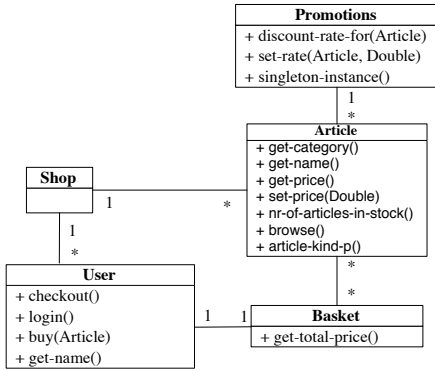 Promotions
+ discount-rate-for(Article)
+ set-rate(Article, Double)
+ singleton-instance()
1
*
Article
+ get-category()
+ get-name()
+ get-price()
+ set-price(Double)
+ nr-of-articles-in-stock()
+ browse()
+ article-kind-p()
Shop
1
*
1
*
User
+ checkout()
+ login()
+ buy(Article)
+ get-name()
1
1
*
*
Basket
+ get-total-price()